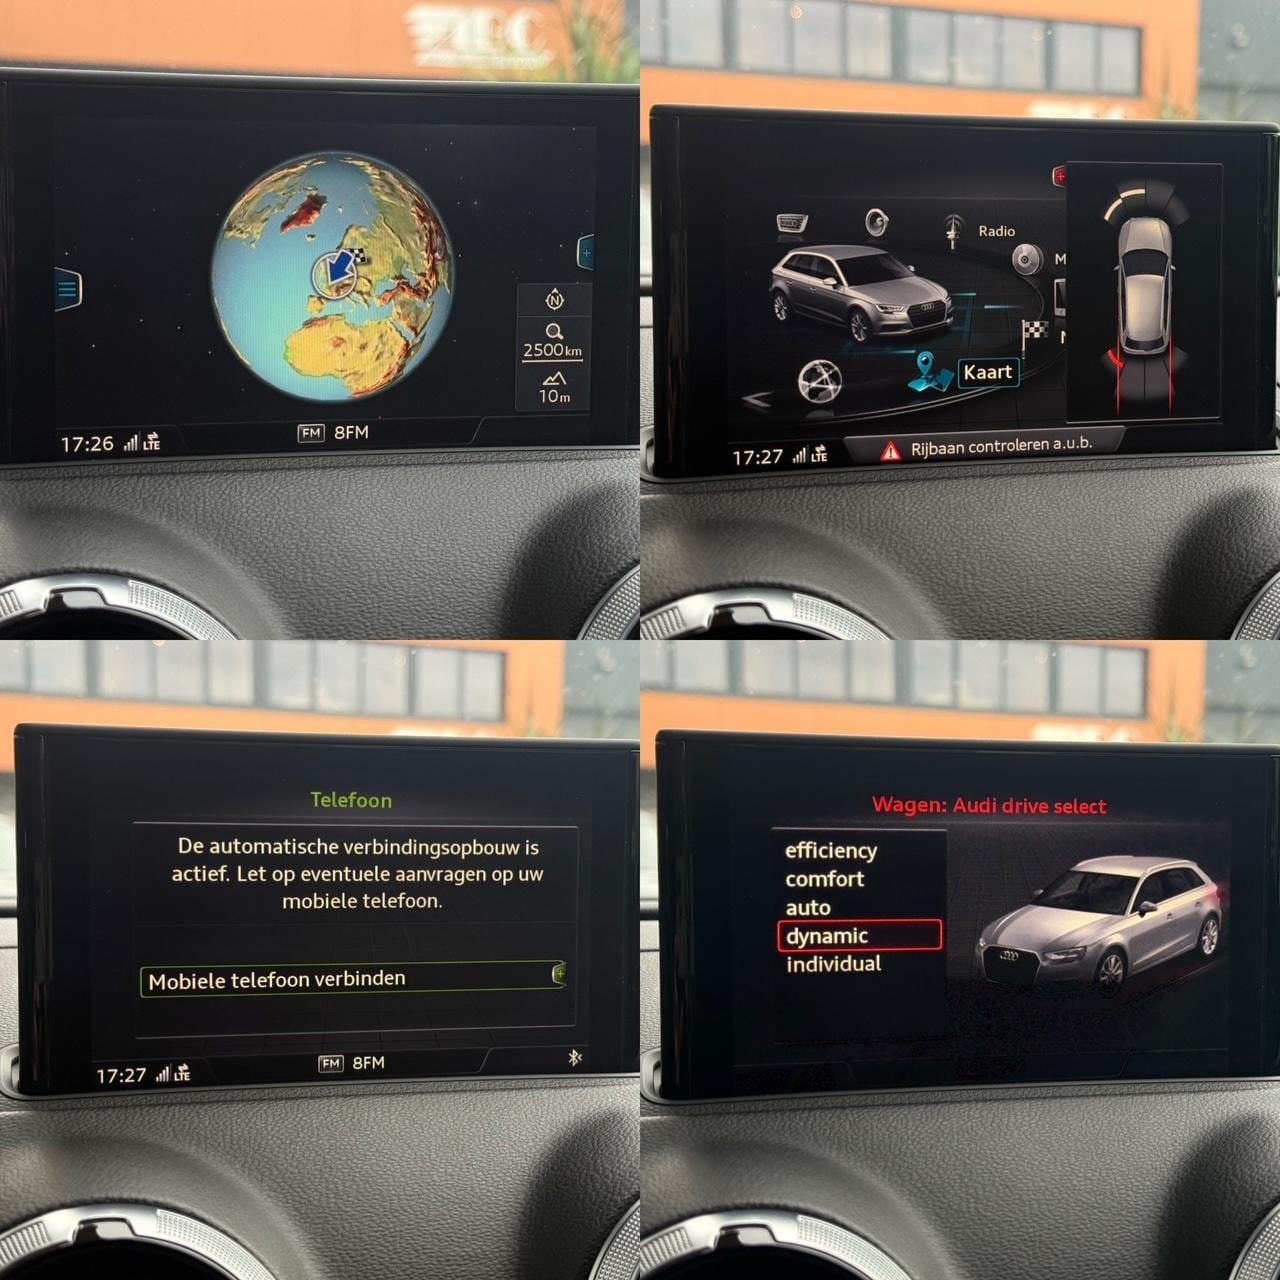 N
2500km
10m
FM 8FM
17:26 LTE
Radio
M
N
Kaart
17:27 LTE
Rijbaan controleren a.u.b.
Telefoon
De automatische verbindingsopbouw is
actief. Let op eventuele aanvragen op uw
mobiele telefoon.
Mobiele telefoon verbinden
FM 8FM
17:27 LTE
Wagen: Audi drive select
efficiency
comfort
auto
dynamic
individual